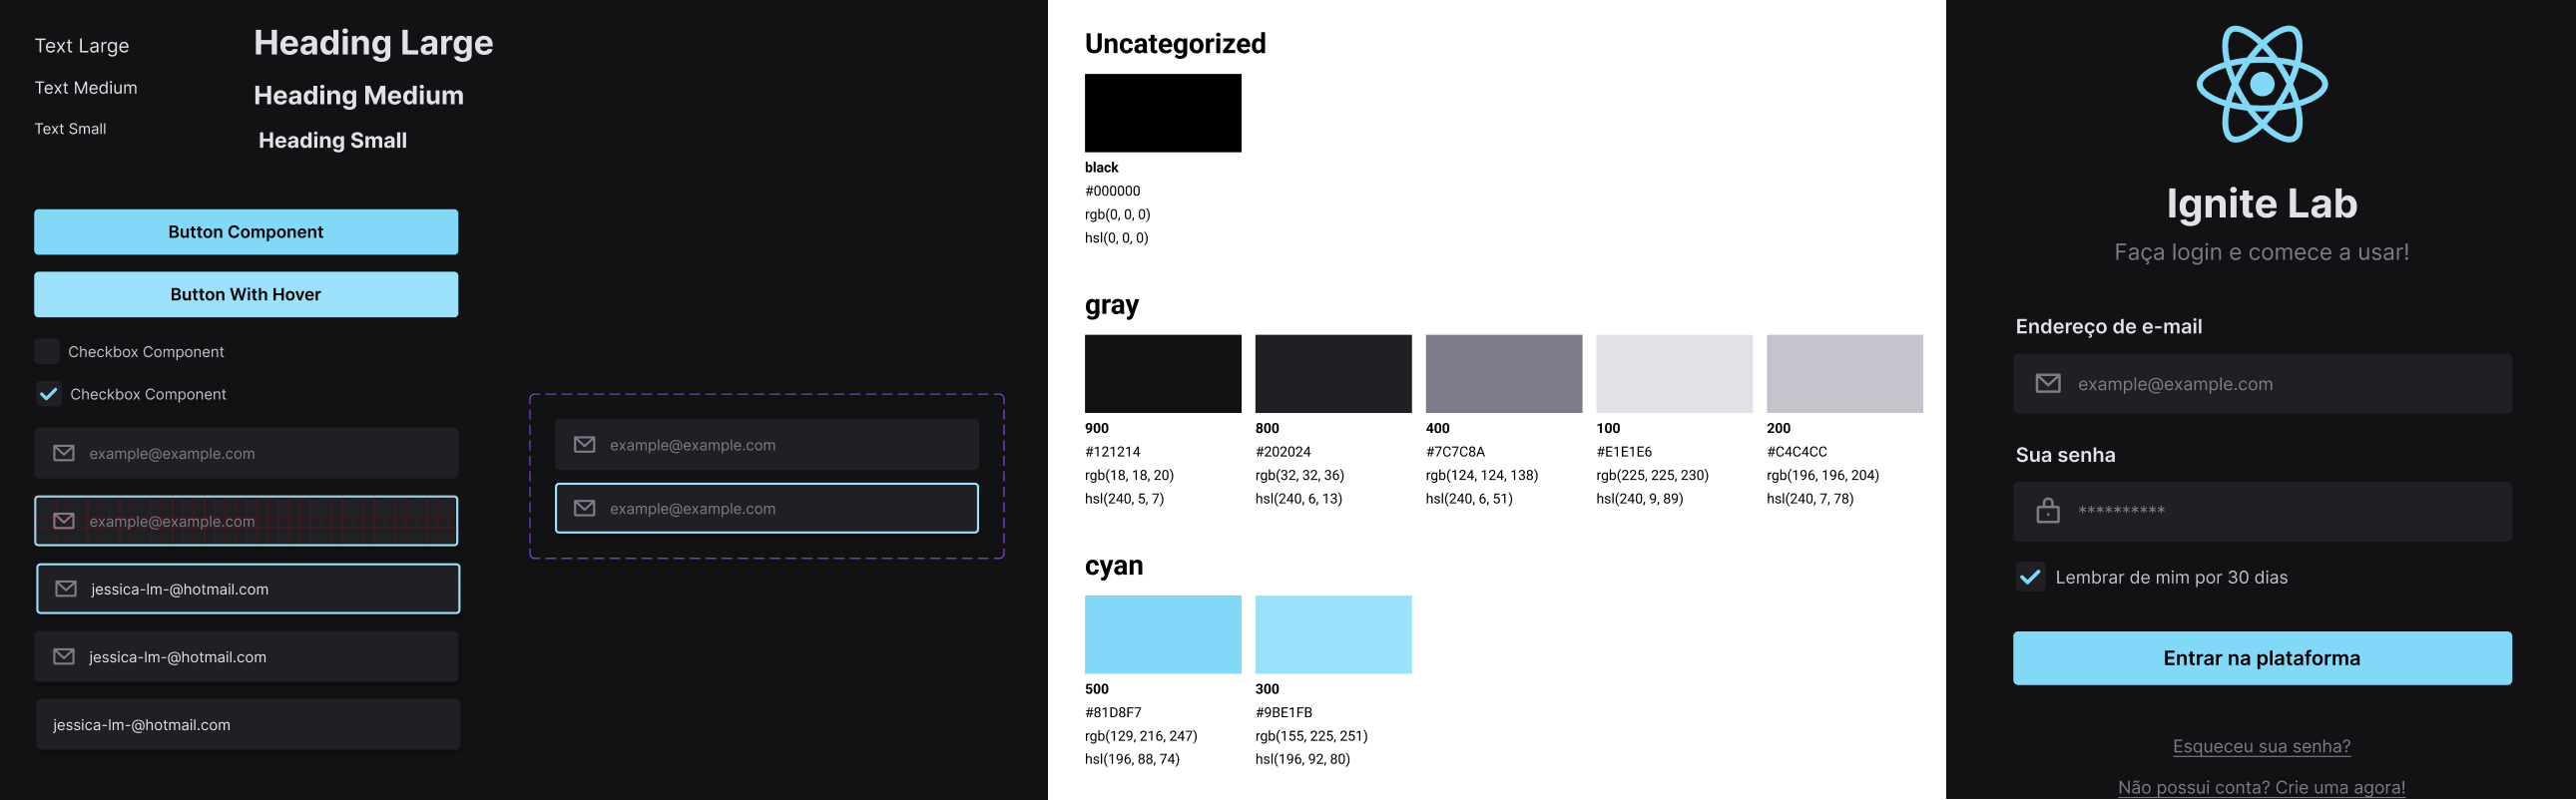 Text Large
Text Medium
Text Small
Heading Large
Heading Medium
Heading Small
Button Component
Button With Hover
Checkbox Component
Checkbox Component
example@example.com
example@example.com
jessica-lm-@hotmail.com
jessica-lm-@hotmail.com
jessica-lm-@hotmail.com
example@example.com
example@example.com
Uncategorized
black
#000000
rgb(0, 0, 0)
hsl(0, 0, 0)
gray
900
#121214
rgb(18, 18, 20)
hsl(240, 5, 7)
800
#202024
rgb(32, 32, 36)
hsl(240, 6, 13)
400
#7C7C8A
rgb(124, 124, 138)
hsl(240, 6, 51)
100
#E1E1E6
rgb(225, 225, 230)
hsl(240, 9, 89)
200
#C4C4CC
rgb(196, 196, 204)
hsl(240, 7, 78)
cyan
500
#81D8F7
rgb(129, 216, 247)
hsl(196, 88, 74)
300
#9BE1FB
rgb(155, 225, 251)
hsl(196, 92, 80)
Ignite Lab
Faça login e comece a usar!
Endereço de e-mail
example@example.com
Sua senha
**********
Lembrar de mim por 30 dias
Entrar na plataforma
Esqueceu sua senha?
Não possui conta? Crie uma agora!